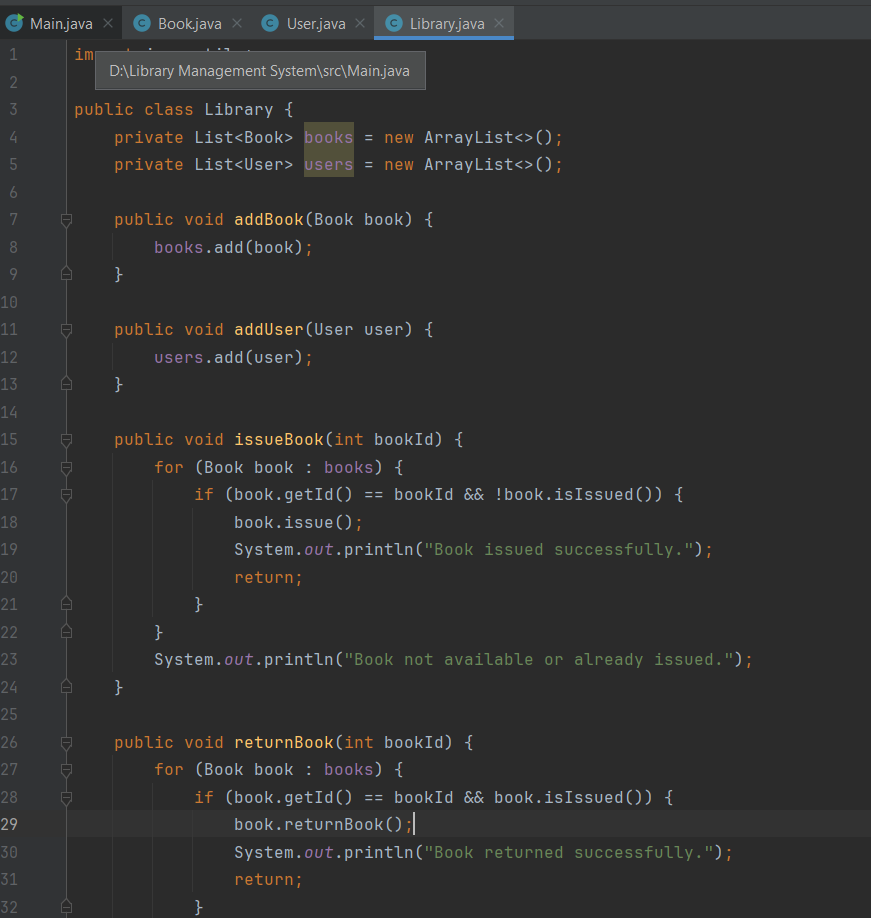 Main.java Book.java User.java Library.java
1
D:\Library Management System\src\Main.java
2
3 public class Library {
4 private List<Book> books = new ArrayList<>();
5 private List<User> users = new ArrayList<>();
6
7 public void addBook(Book book) {
8 books.add(book);
9 }
10
11 public void addUser(User user) {
12 users.add(user);
13 }
14
15 public void issueBook(int bookId) {
16 for (Book book : books) {
17 if (book.getId() == bookId && !book.isIssued()) {
18 book.issue();
19 System.out.println("Book issued successfully.");
20 return;
21 }
22 }
23 System.out.println("Book not available or already issued.");
24 }
25
26 public void returnBook(int bookId) {
27 for (Book book : books) {
28 if (book.getId() == bookId && book.isIssued()) {
29 book.returnBook();
30 System.out.println("Book returned successfully.");
31 return;
32 }